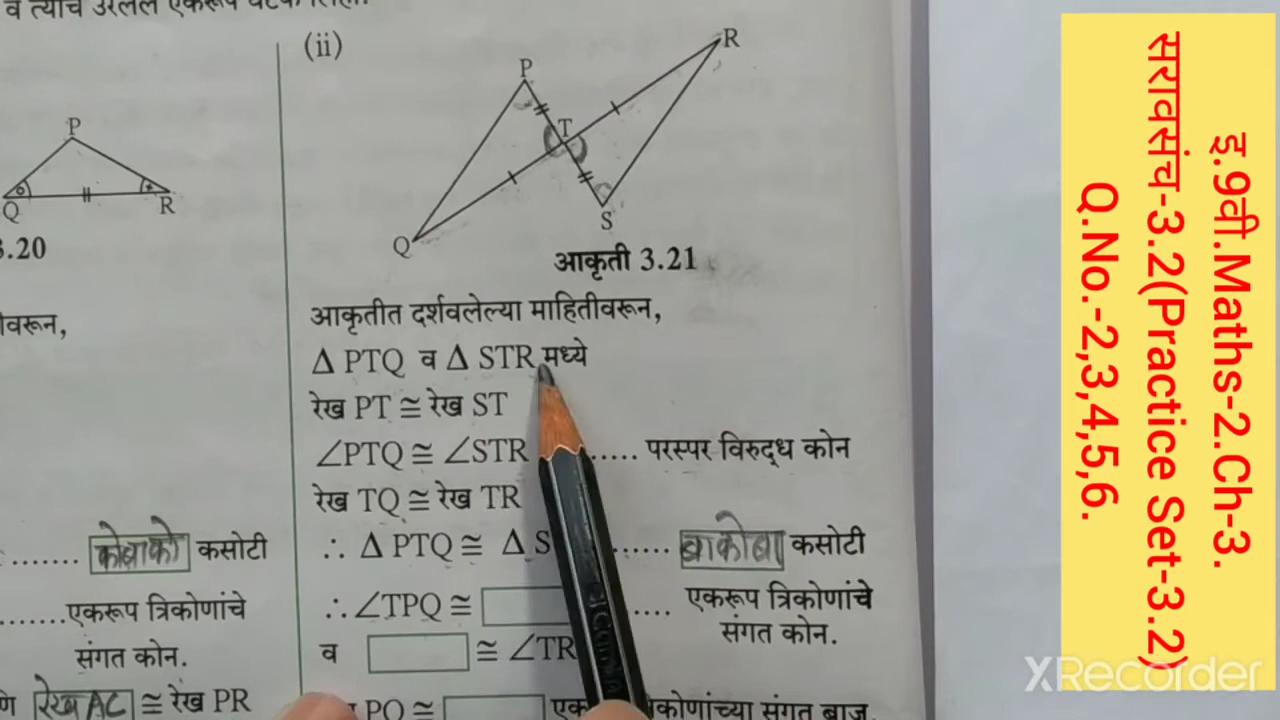 (ii)
P
R
T
Q
S
आकृती 3.21
P
Q
R
3.20
आकृतीत दर्शवलेल्या माहितीवरून,
Δ PTQ व Δ STR मध्ये
रेख PT ≅ रेख ST
∠PTQ ≅ ∠STR ..... परस्पर विरुद्ध कोन
रेख TQ ≅ रेख TR
....... कोबाको कसोटी
∴ Δ PTQ ≅ Δ S ...... बाकोबा कसोटी
.......एकरूप त्रिकोणांचे
संगत कोन.
∴ ∠TPQ ≅ .... एकरूप त्रिकोणांचे
संगत कोन.
व ≅ ∠TR
रेख AC ≅ रेख PR
PQ ≅ संगत
इ.9वी.Maths-2.Ch-3.
सरावसंच-3.2(Practice Set-3.2)
Q.No.-2,3,4,5,6.
XRecorder